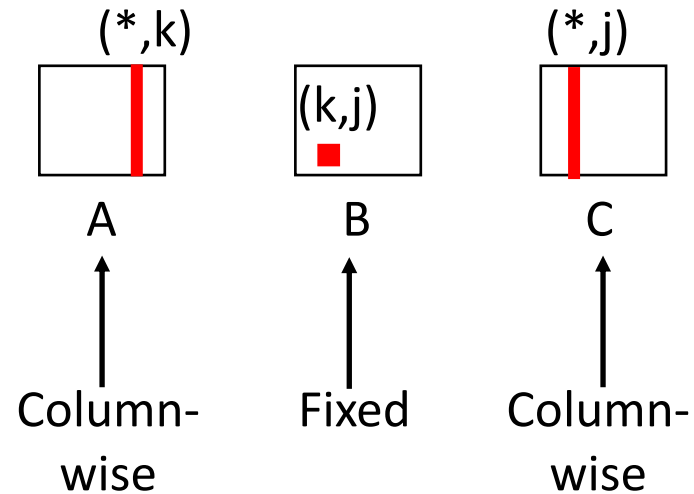 (*,k)
(*,j)
(k,j)
A
B
C
Column-
wise
Fixed
Column-
wise